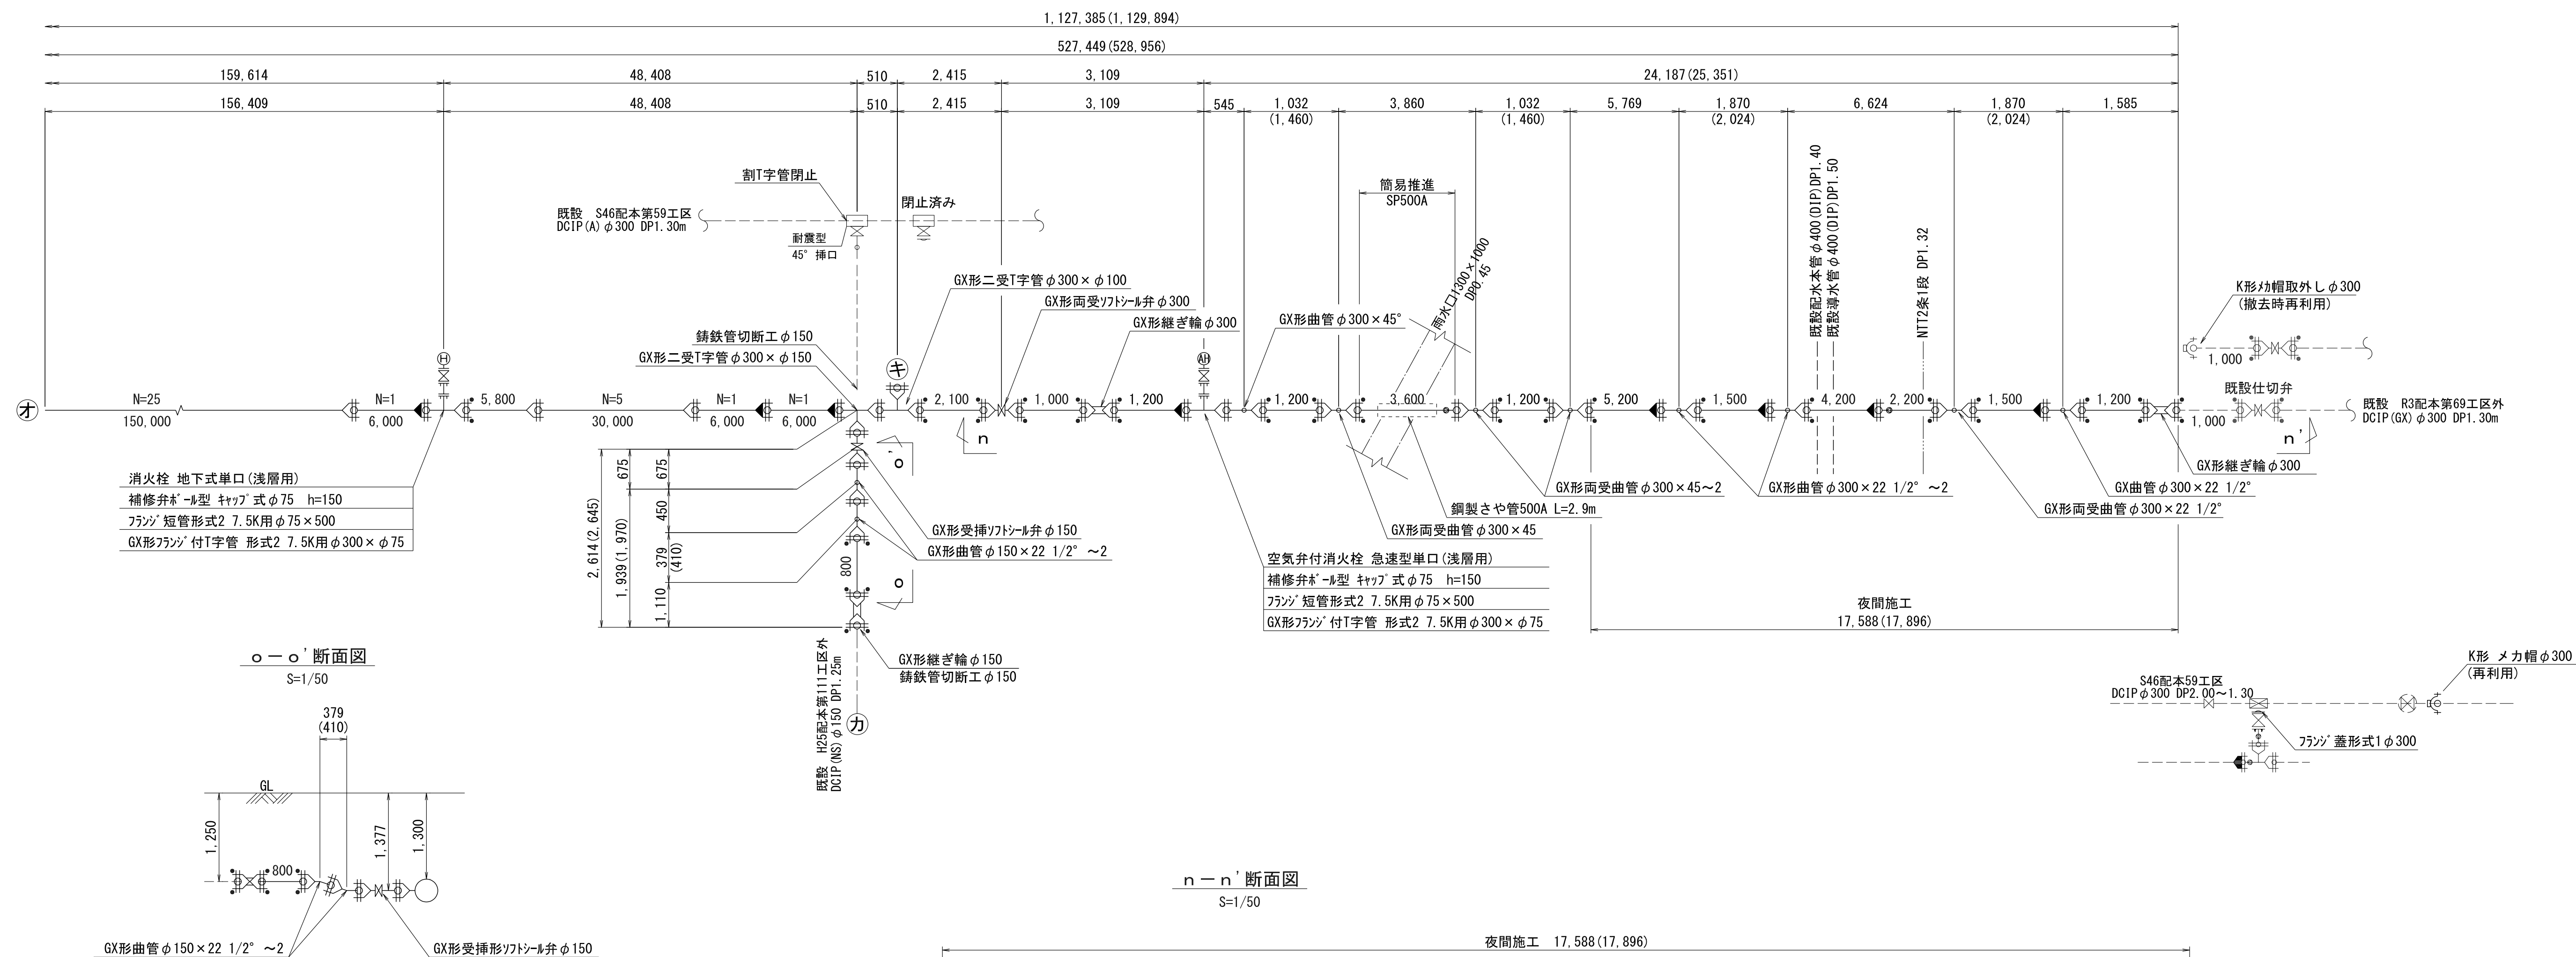 1,127,385(1,129,894)
527,449(528,956)
159,614
48,408
510
2,415
3,109
24,187(25,351)
156,409
48,408
510
2,415
3,109
545
1,032
(1,460)
3,860
1,032
(1,460)
5,769
1,870
(2,024)
6,624
1,870
(2,024)
1,585
割T字管閉止
閉止済み
既設 S46配本第59工区
DCIP(A)φ300 DP1.30m
耐震型
45° 挿口
簡易推進
SP500A
雨水口1300×1000
DP0.45
既設配水本管φ400(DIP)DP1.40
既設導水管φ400(DIP)DP1.50
NTT2条1段 DP1.32
K形ﾒｶ帽取外しφ300
(撤去時再利用)
1,000
GX形二受T字管φ300×φ100
GX形両受ｿﾌﾄｼｰﾙ弁φ300
GX形継ぎ輪φ300
GX形曲管φ300×45°
鋳鉄管切断工φ150
GX形二受T字管φ300×φ150
H
キ
AH
既設仕切弁
オ
N=25
150,000
N=1
6,000
5,800
N=5
30,000
N=1
6,000
N=1
6,000
2,100
1,000
1,200
1,200
3,600
1,200
5,200
1,500
4,200
2,200
1,500
1,200
1,000
既設 R3配本第69工区外
DCIP(GX)φ300 DP1.30m
n
n'
消火栓 地下式単口(浅層用)
補修弁ﾎﾞｰﾙ型 ｷｬｯﾌﾟ式φ75 h=150
ﾌﾗﾝｼﾞ短管形式2 7.5K用φ75×500
GX形ﾌﾗﾝｼﾞ付T字管 形式2 7.5K用φ300×φ75
2,614(2,645)
675
1,939(1,970)
675
450
379
(410)
1,110
800
o'
o
GX形受挿ｿﾌﾄｼｰﾙ弁φ150
GX形曲管φ150×22 1/2° ～2
GX形継ぎ輪φ150
鋳鉄管切断工φ150
既設 H25配本第111工区外
DCIP(NS)φ150 DP1.25m
カ
空気弁付消火栓 急速型単口(浅層用)
補修弁ﾎﾞｰﾙ型 ｷｬｯﾌﾟ式φ75 h=150
ﾌﾗﾝｼﾞ短管形式2 7.5K用φ75×500
GX形ﾌﾗﾝｼﾞ付T字管 形式2 7.5K用φ300×φ75
GX形両受曲管φ300×45
鋼製さや管500A L=2.9m
GX形両受曲管φ300×45～2
GX形曲管φ300×22 1/2° ～2
GX形両受曲管φ300×22 1/2°
GX曲管φ300×22 1/2°
GX形継ぎ輪φ300
夜間施工
17,588(17,896)
S46配本59工区
DCIPφ300 DP2.00～1.30
K形 メカ帽φ300
(再利用)
ﾌﾗﾝｼﾞ蓋形式1φ300
o－o'断面図
S=1/50
379
(410)
GL
1,250
800
1,377
1,300
GX形曲管φ150×22 1/2° ～2
GX形受挿形ｿﾌﾄｼｰﾙ弁φ150
n－n'断面図
S=1/50
夜間施工 17,588(17,896)